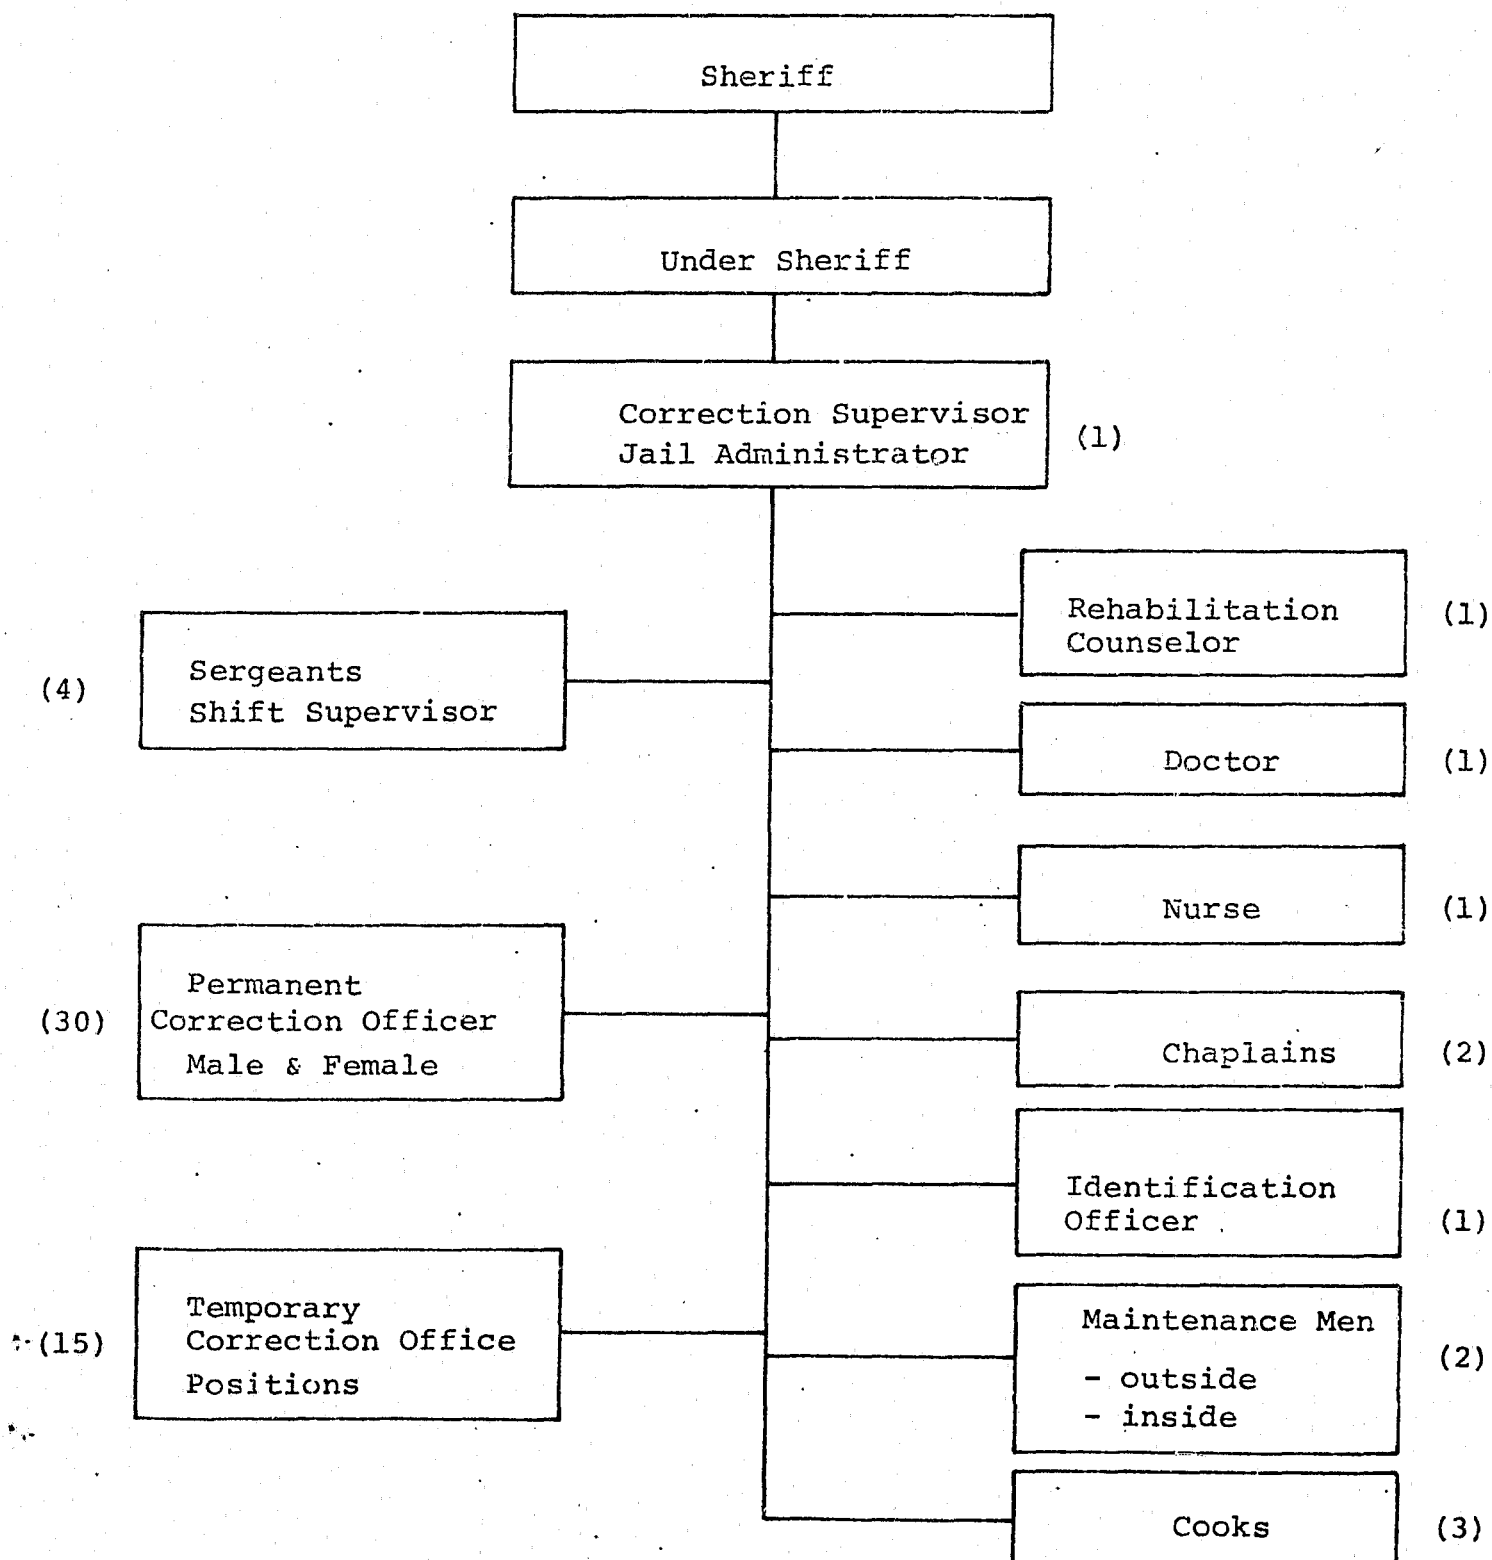 Sheriff
Under Sheriff
Correction Supervisor
Jail Administrator
(1)
Rehabilitation
Counselor
(1)
(4)
Sergeants
Shift Supervisor
Doctor
(1)
Nurse
(1)
(30)
Permanent
Correction Officer
Male & Female
Chaplains
(2)
Identification
Officer
(1)
(15)
Temporary
Correction Office
Positions
Maintenance Men
- outside
- inside
(2)
Cooks
(3)